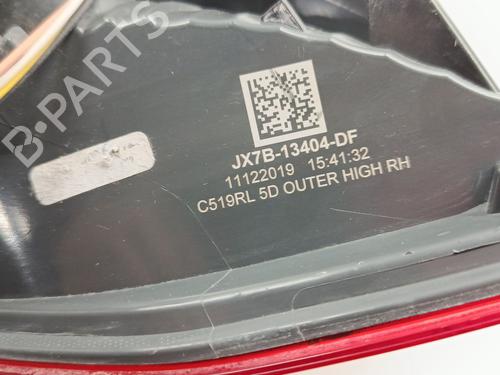 JX7B-13404-DF
11122019 15:41:32
C519RL 5D OUTER HIGH RH
B-PARTS